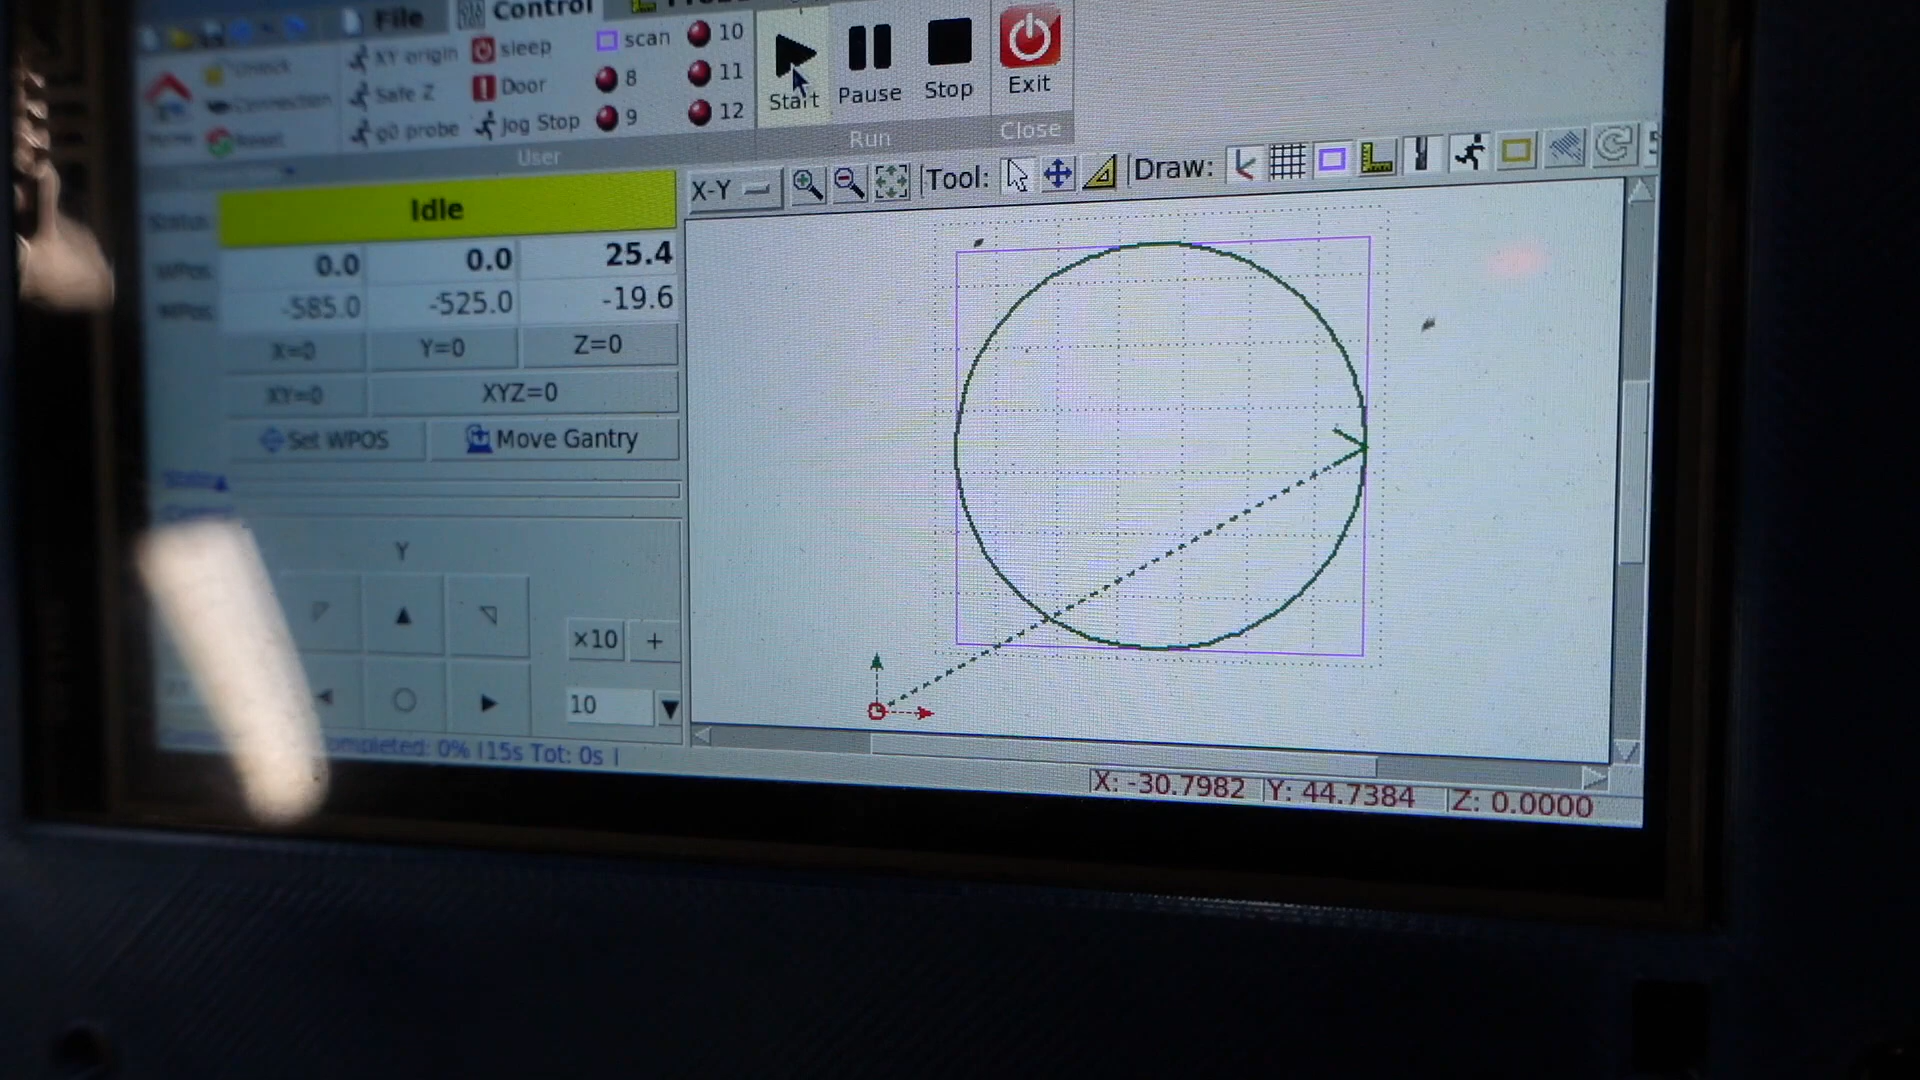 File Control
XY origin sleep scan 10
Safe Z Door 8 11
g0 probe Jog Stop 9 12
Start Pause Stop Exit
User Run Close
X-Y Tool: Draw:
Idle
0.0 0.0 25.4
-585.0 -525.0 -19.6
X=0 Y=0 Z=0
XY=0 XYZ=0
Set WPOS Move Gantry
Y
×10 +
10
ompleted: 0% |15s Tot: 0s |
X: -30.7982 Y: 44.7384 Z: 0.0000